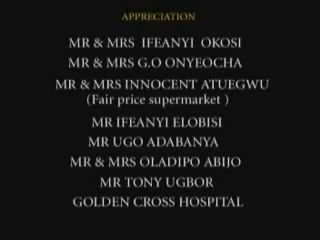 APPRECIATION
MR & MRS IFEANYI OKOSI
MR & MRS G.O ONYEOCHA
MR & MRS INNOCENT ATUEGWU
(Fair price supermarket )
MR IFEANYI ELOBISI
MR UGO ADABANYA
MR & MRS OLADIPO ABIJO
MR TONY UGBOR
GOLDEN CROSS HOSPITAL